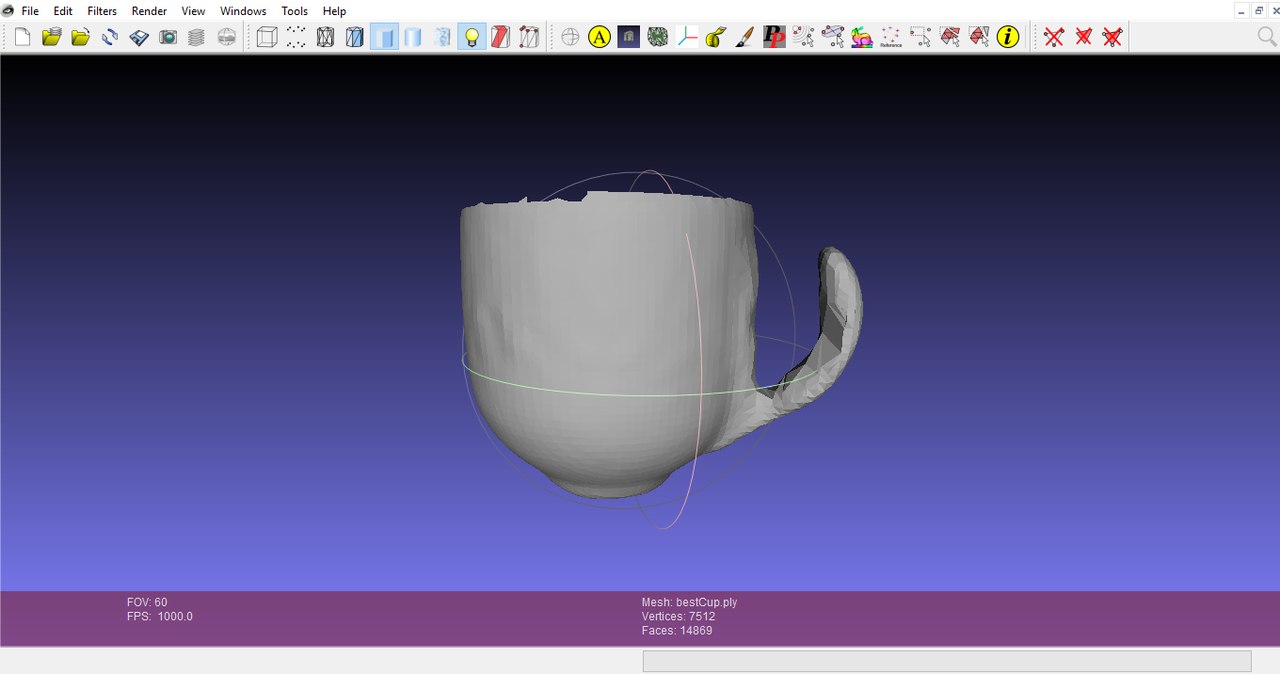 File Edit Filters Render View Windows Tools Help
A
PP
Reference
i
FOV: 60
FPS: 1000.0
Mesh: bestCup.ply
Vertices: 7512
Faces: 14869